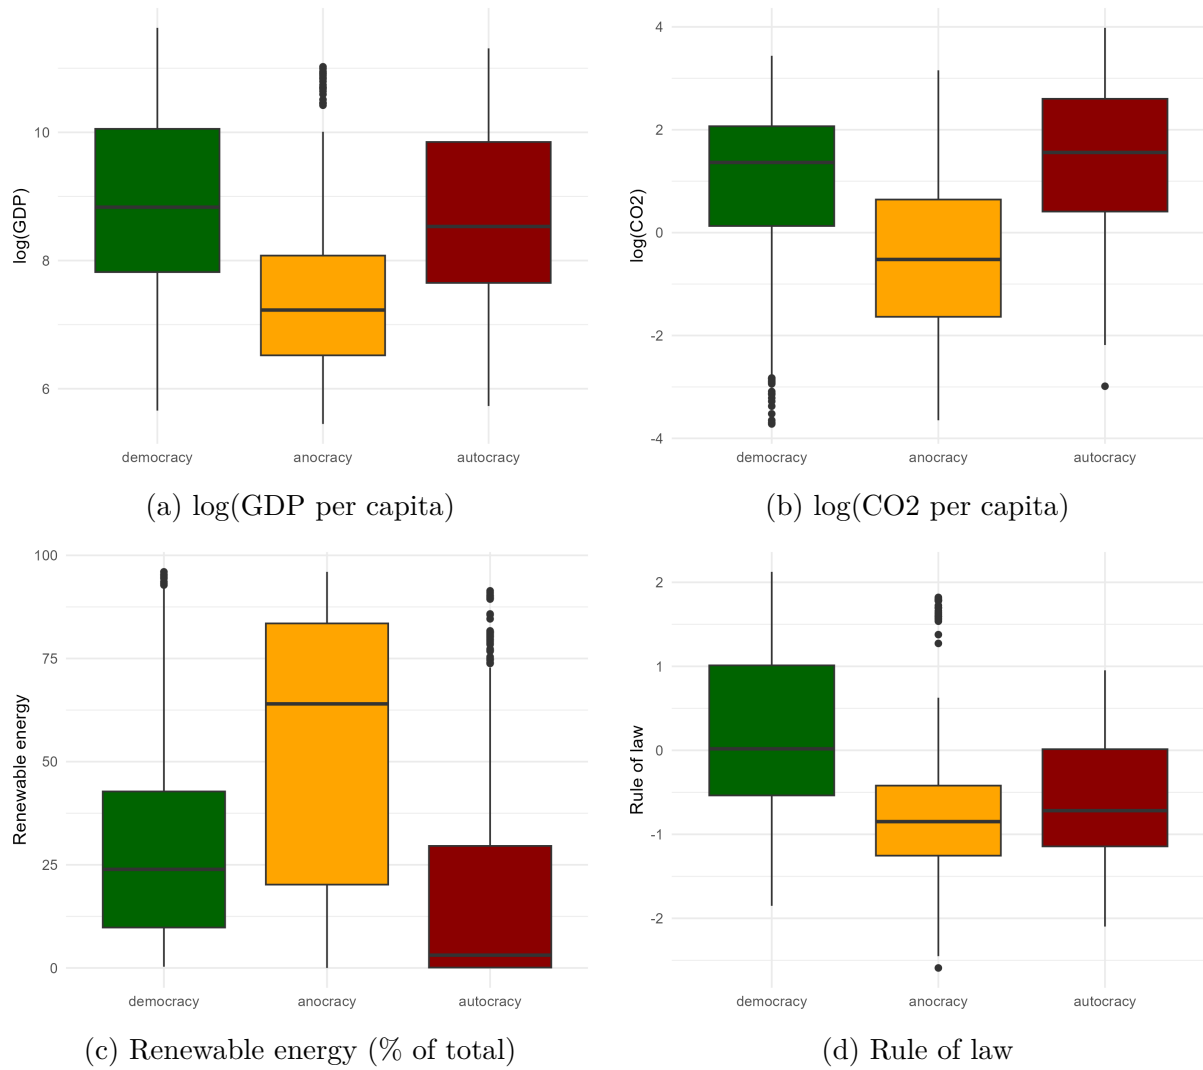 log(GDP)
10
8
6
democracy anocracy autocracy
(a) log(GDP per capita)
log(CO2)
4
2
0
-2
-4
democracy anocracy autocracy
(b) log(CO2 per capita)
Renewable energy
100
75
50
25
0
democracy anocracy autocracy
(c) Renewable energy (% of total)
Rule of law
2
1
0
-1
-2
democracy anocracy autocracy
(d) Rule of law